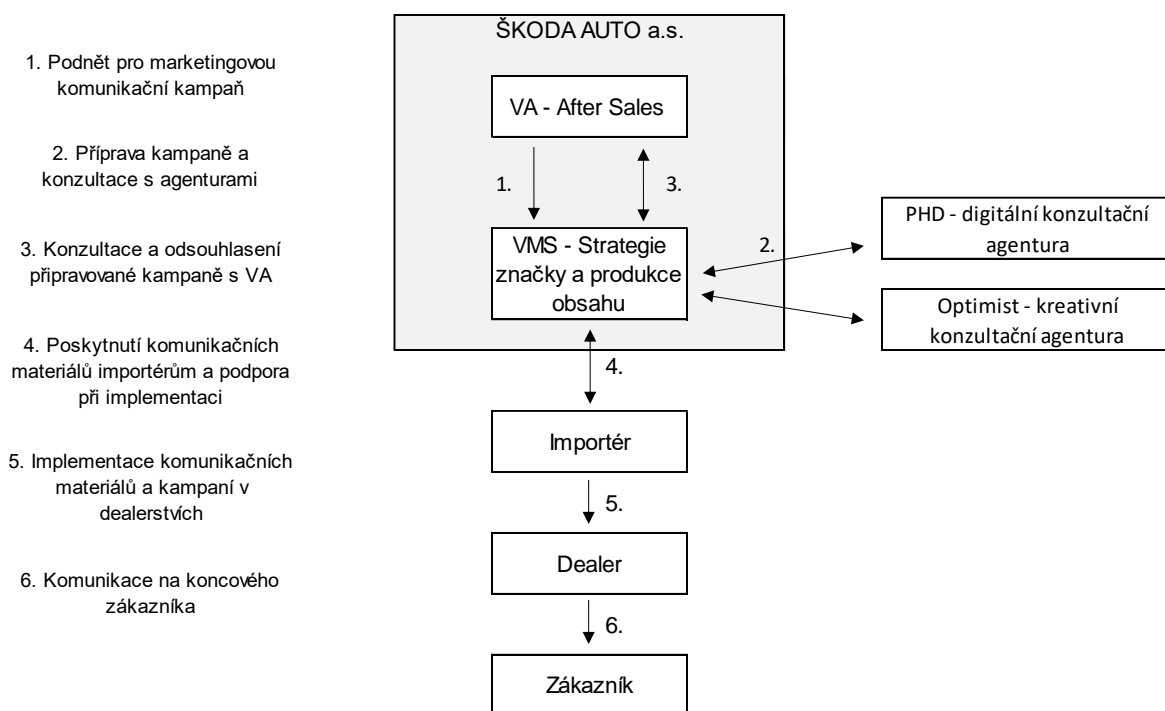 1. Podnět pro marketingovou
komunikační kampaň
2. Příprava kampaně a
konzultace s agenturami
3. Konzultace a odsouhlasení
připravované kampaně s VA
4. Poskytnutí komunikačních
materiálů importérům a podpora
při implementaci
5. Implementace komunikačních
materiálů a kampaní v
dealerstvích
6. Komunikace na koncového
zákazníka
ŠKODA AUTO a.s.
VA - After Sales
1.
3.
VMS - Strategie
značky a produkce
obsahu
2.
PHD - digitální konzultační
agentura
Optimist - kreativní
konzultační agentura
4.
Importér
5.
Dealer
6.
Zákazník